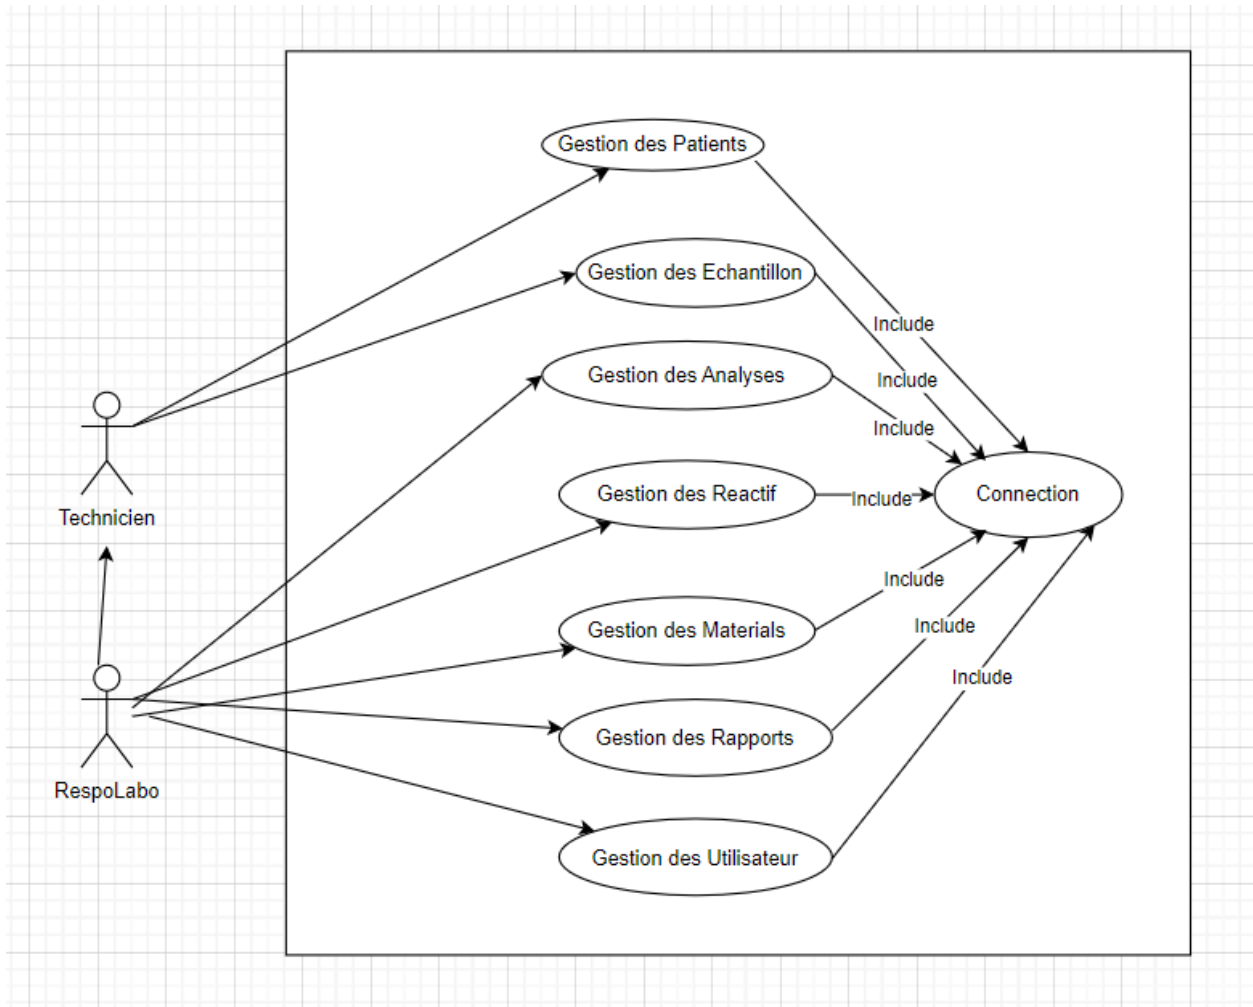 Gestion des Patients
Gestion des Echantillon
Include
Gestion des Analyses
Include
Include
Gestion des Reactif
Include
Connection
Technicien
Include
Gestion des Materials
Include
Include
Gestion des Rapports
RespoLabo
Gestion des Utilisateur